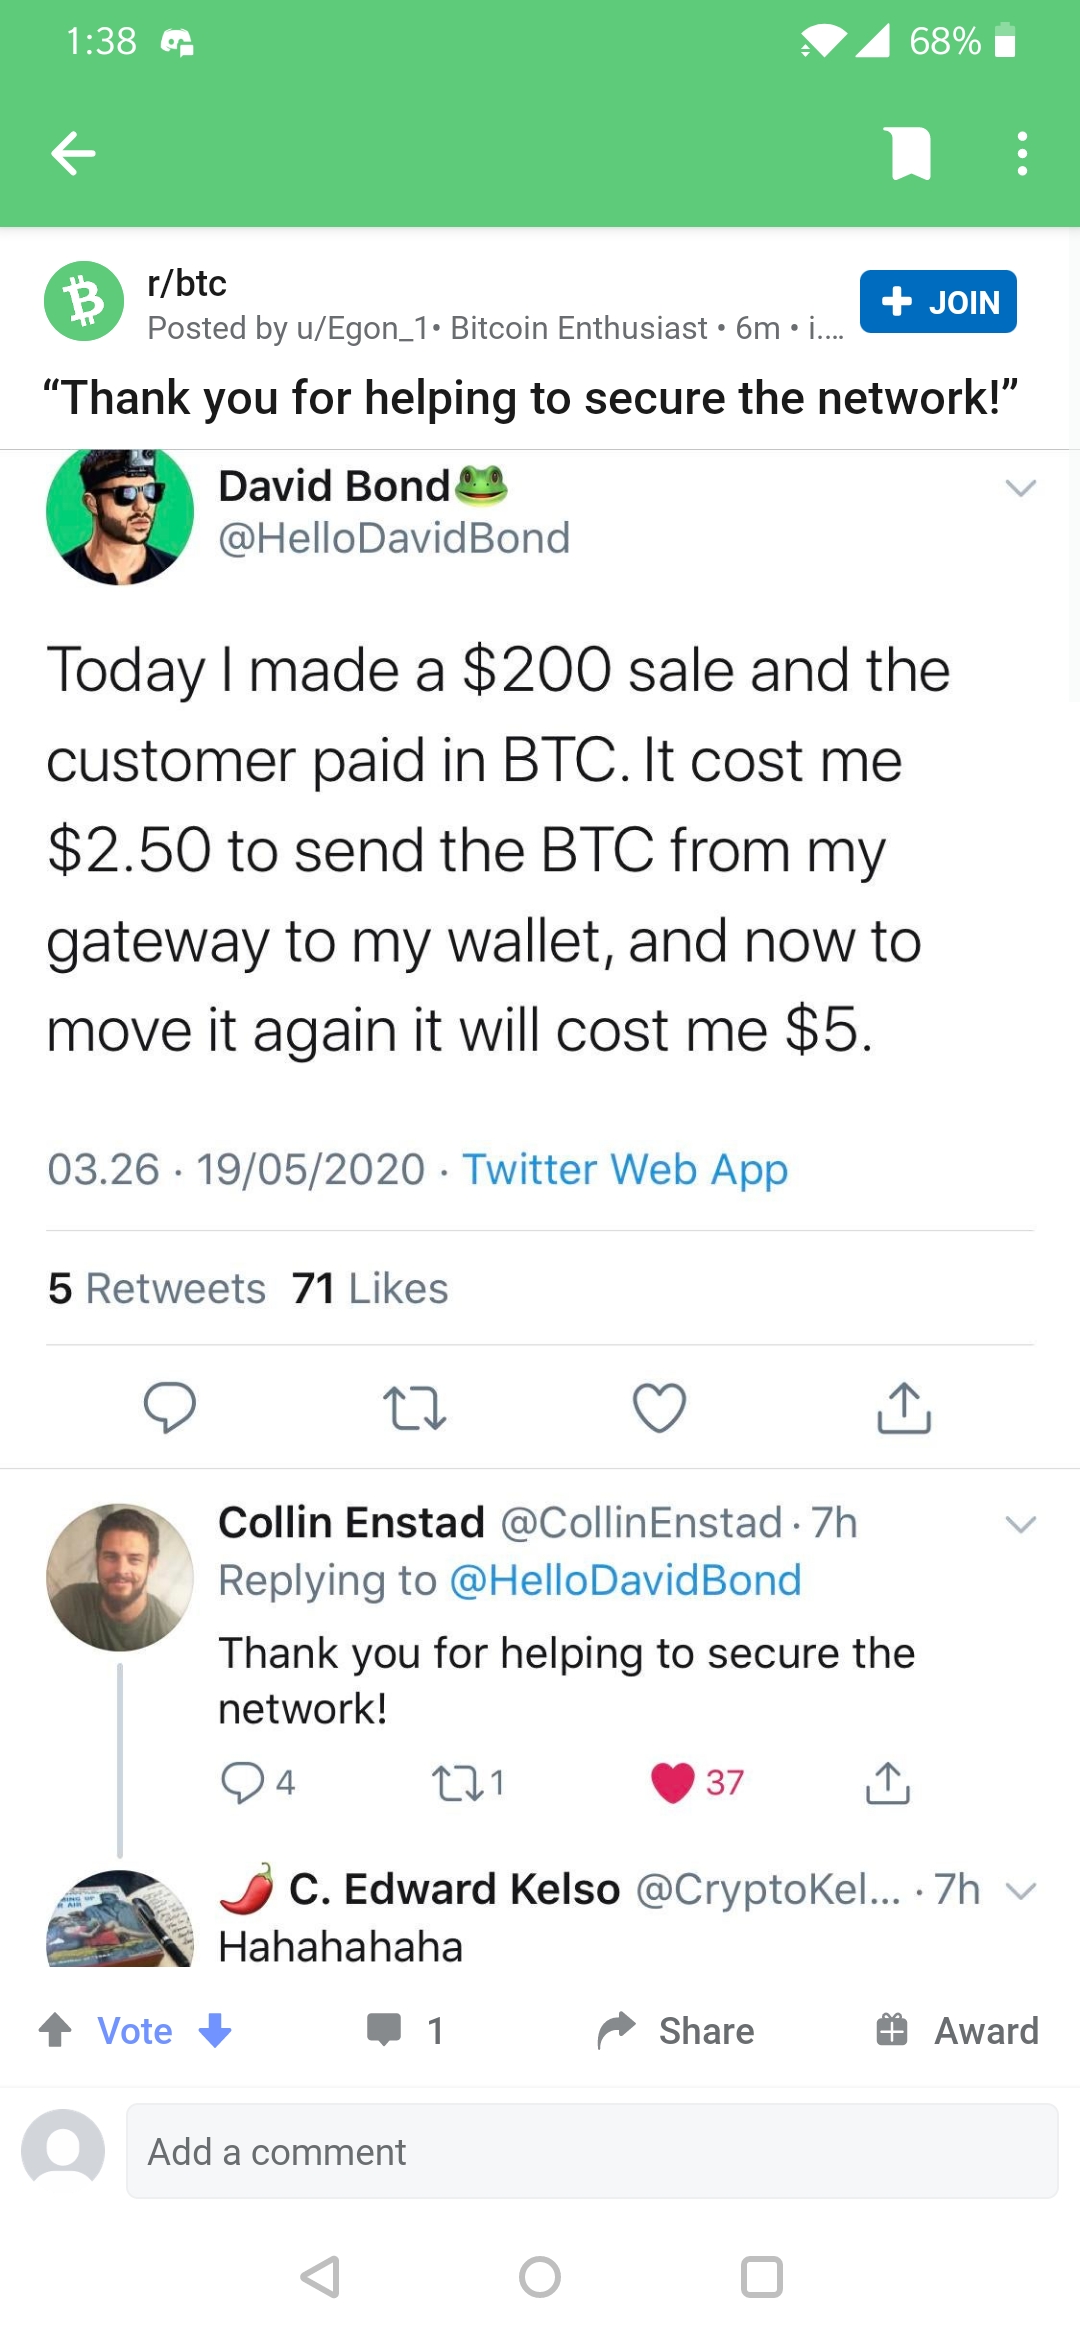 1:38
68%
r/btc
Posted by u/Egon_1• Bitcoin Enthusiast • 6m • i....
+ JOIN
“Thank you for helping to secure the network!”
David Bond🐸
@HelloDavidBond
Today I made a $200 sale and the
customer paid in BTC. It cost me
$2.50 to send the BTC from my
gateway to my wallet, and now to
move it again it will cost me $5.
03.26 · 19/05/2020 · Twitter Web App
5 Retweets 71 Likes
Collin Enstad @CollinEnstad · 7h
Replying to @HelloDavidBond
Thank you for helping to secure the
network!
4 1 37
🌶 C. Edward Kelso @CryptoKel... · 7h
Hahahahaha
Vote 1 Share Award
Add a comment